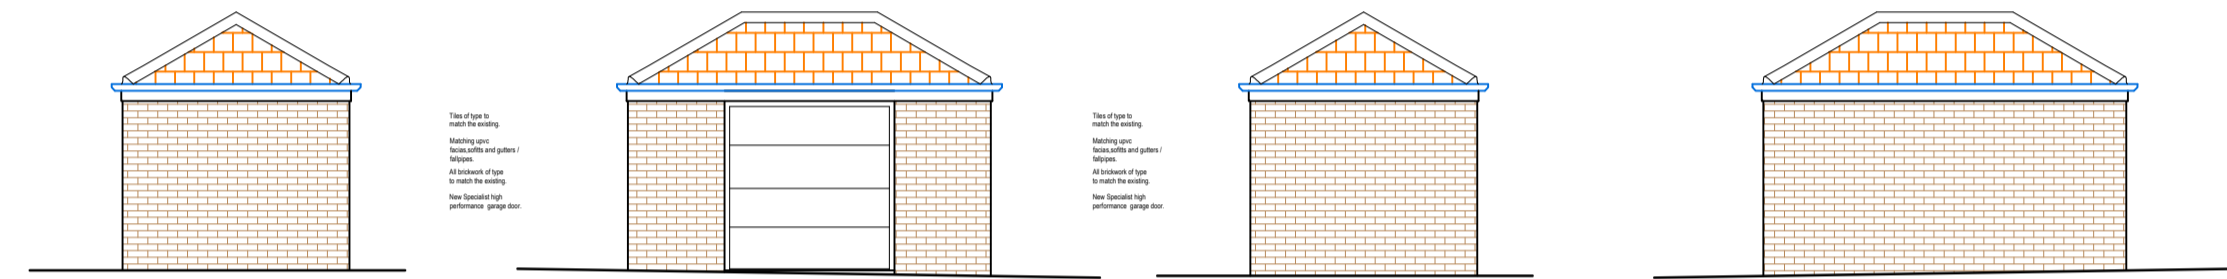 Tiles of type to
match the existing.
Matching upvc
facias,sofitts and gutters /
fallpipes.
All brickwork of type
to match the existing.
New Specialist high
performance garage door.
Tiles of type to
match the existing.
Matching upvc
facias,sofitts and gutters /
fallpipes.
All brickwork of type
to match the existing.
New Specialist high
performance garage door.